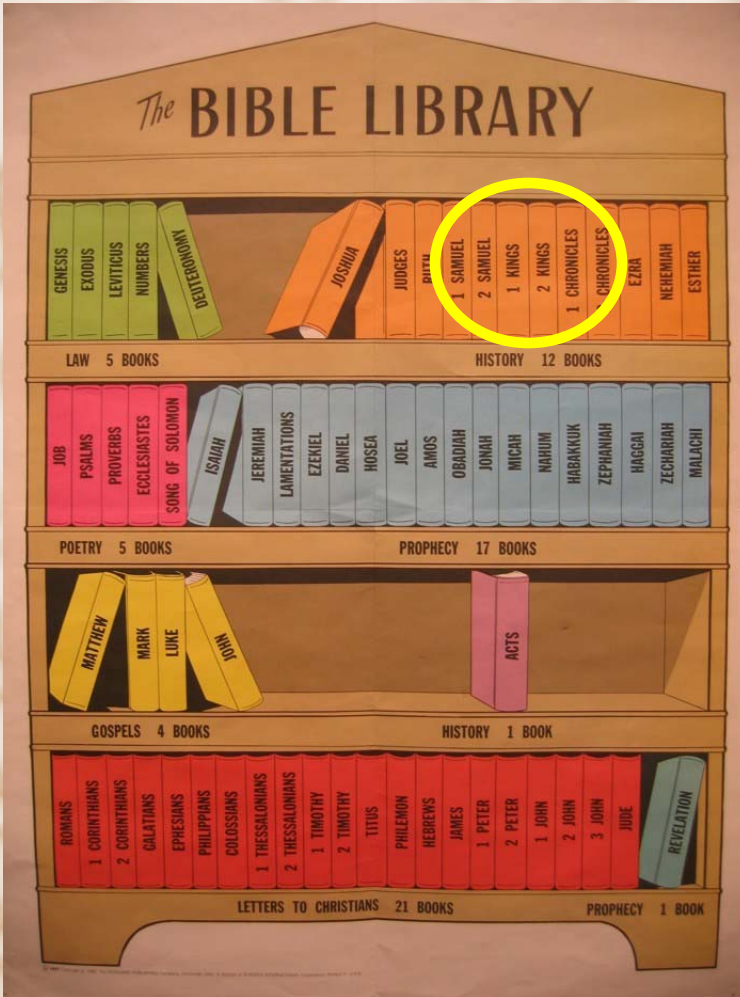 The BIBLE LIBRARY
GENESIS
EXODUS
LEVITICUS
NUMBERS
DEUTERONOMY
JOSHUA
JUDGES
RUTH
1 SAMUEL
2 SAMUEL
1 KINGS
2 KINGS
1 CHRONICLES
CHRONICLES
EZRA
NEHEMIAH
ESTHER
LAW 5 BOOKS
HISTORY 12 BOOKS
JOB
PSALMS
PROVERBS
ECCLESIASTES
SONG OF SOLOMON
ISAIAH
JEREMIAH
LAMENTATIONS
EZEKIEL
DANIEL
HOSEA
JOEL
AMOS
OBADIAH
JONAH
MICAH
NAHUM
HABAKKUK
ZEPHANIAH
HAGGAI
ZECHARIAH
MALACHI
POETRY 5 BOOKS
PROPHECY 17 BOOKS
MATTHEW
MARK
LUKE
JOHN
ACTS
GOSPELS 4 BOOKS
HISTORY 1 BOOK
ROMANS
1 CORINTHIANS
2 CORINTHIANS
GALATIANS
EPHESIANS
PHILIPPIANS
COLOSSIANS
1 THESSALONIANS
2 THESSALONIANS
1 TIMOTHY
2 TIMOTHY
TITUS
PHILEMON
HEBREWS
JAMES
1 PETER
2 PETER
1 JOHN
2 JOHN
3 JOHN
JUDE
REVELATION
LETTERS TO CHRISTIANS 21 BOOKS
PROPHECY 1 BOOK